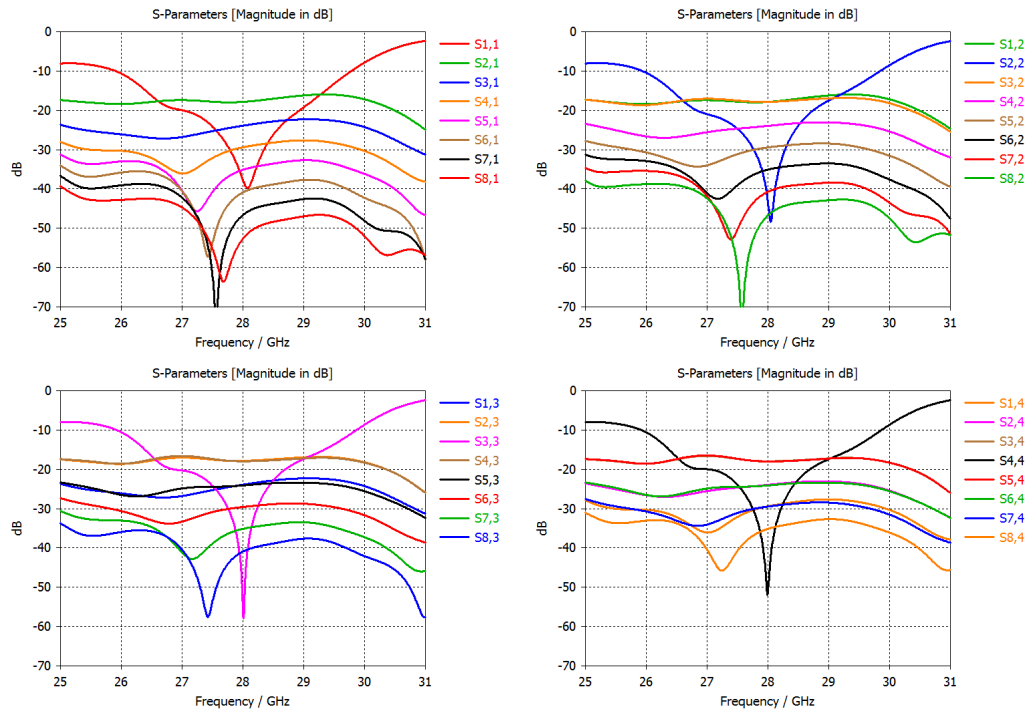 S-Parameters [Magnitude in dB]
0
-10
-20
-30
-40
-50
-60
-70
dB
25 26 27 28 29 30 31
Frequency / GHz
S1,1
S2,1
S3,1
S4,1
S5,1
S6,1
S7,1
S8,1
S-Parameters [Magnitude in dB]
0
-10
-20
-30
-40
-50
-60
-70
dB
25 26 27 28 29 30 31
Frequency / GHz
S1,2
S2,2
S3,2
S4,2
S5,2
S6,2
S7,2
S8,2
S-Parameters [Magnitude in dB]
0
-10
-20
-30
-40
-50
-60
-70
dB
25 26 27 28 29 30 31
Frequency / GHz
S1,3
S2,3
S3,3
S4,3
S5,3
S6,3
S7,3
S8,3
S-Parameters [Magnitude in dB]
0
-10
-20
-30
-40
-50
-60
-70
dB
25 26 27 28 29 30 31
Frequency / GHz
S1,4
S2,4
S3,4
S4,4
S5,4
S6,4
S7,4
S8,4